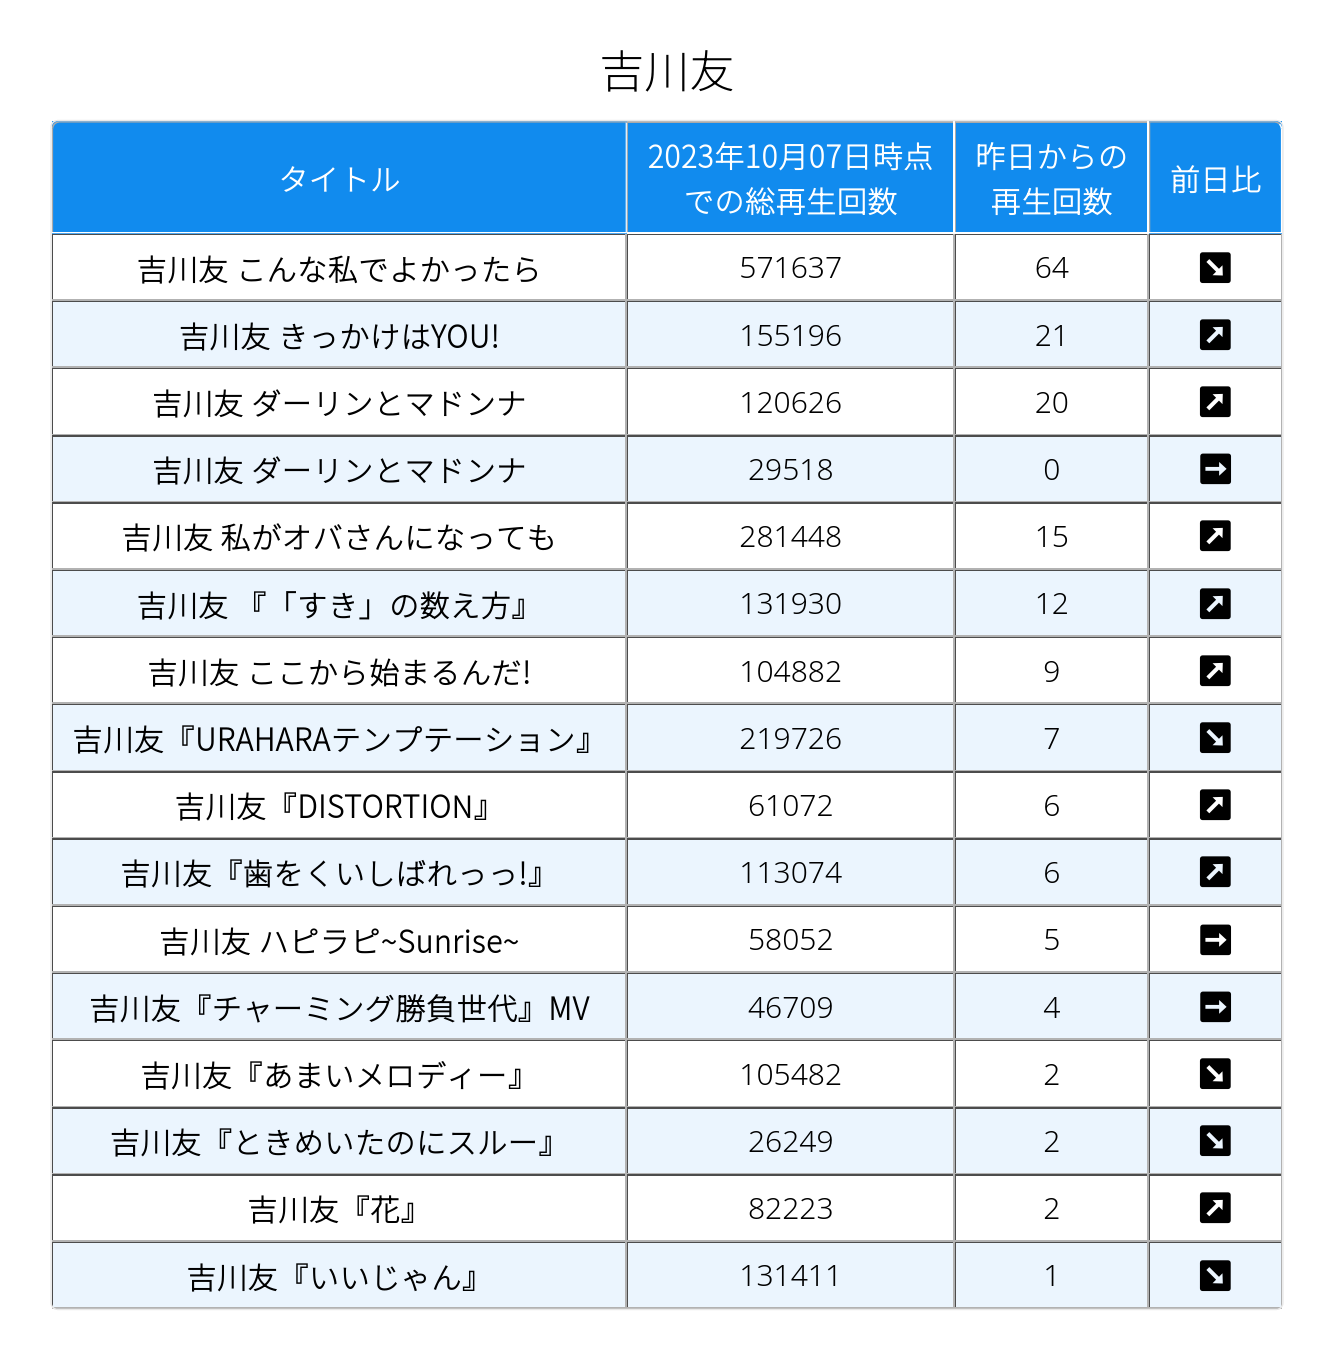 吉川友
タイトル 2023年10月07日時点での総再生回数 昨日からの再生回数 前日比
吉川友 こんな私でよかったら 571637 64 ↘
吉川友 きっかけはYOU! 155196 21 ↗
吉川友 ダーリンとマドンナ 120626 20 ↗
吉川友 ダーリンとマドンナ 29518 0 →
吉川友 私がオバさんになっても 281448 15 ↗
吉川友 『「すき」の数え方』 131930 12 ↗
吉川友 ここから始まるんだ! 104882 9 ↗
吉川友『URAHARAテンプテーション』 219726 7 ↘
吉川友『DISTORTION』 61072 6 ↗
吉川友『歯をくいしばれっっ!』 113074 6 ↗
吉川友 ハピラピ~Sunrise~ 58052 5 →
吉川友『チャーミング勝負世代』MV 46709 4 →
吉川友『あまいメロディー』 105482 2 ↘
吉川友『ときめいたのにスルー』 26249 2 ↘
吉川友『花』 82223 2 ↗
吉川友『いいじゃん』 131411 1 ↘